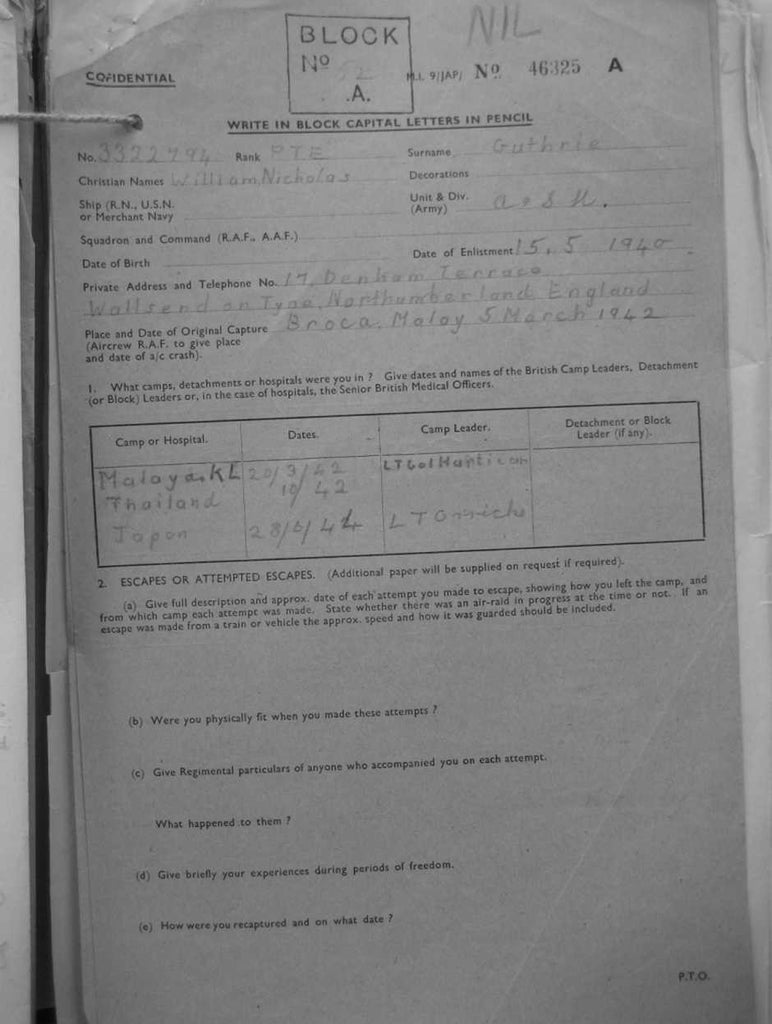 NIL
BLOCK
Nº
.A.
COFIDENTIAL
M.I. 9/JAP/ Nº 46325 A
WRITE IN BLOCK CAPITAL LETTERS IN PENCIL
No. 3322794 Rank PTE Surname Guthrie
Christian Names William, Nicholas Decorations
Ship (R.N., U.S.N. or Merchant Navy Unit & Div. (Army) a & S H.
Squadron and Command (R.A.F., A.A.F.)
Date of Birth Date of Enlistment 15. 5 1940
Private Address and Telephone No. 17, Denham Terrace
Wallsend on Tyne, Northumberland England
Place and Date of Original Capture Broca, Malay 5 March 1942
(Aircrew R.A.F. to give place
and date of a/c crash).
1. What camps, detachments or hospitals were you in ? Give dates and names of the British Camp Leaders, Detachment
(or Block) Leaders or, in the case of hospitals, the Senior British Medical Officers.
Camp or Hospital. Dates. Camp Leader. Detachment or Block Leader (if any).
Malaya. KL 20/3/42 LT Col
Thailand 10/42
Japan 28/6/44 LT
2. ESCAPES OR ATTEMPTED ESCAPES. (Additional paper will be supplied on request if required).
(a) Give full description and approx. date of each attempt you made to escape, showing how you left the camp, and
from which camp each attempt was made. State whether there was an air-raid in progress at the time or not. If an
escape was made from a train or vehicle the approx. speed and how it was guarded should be included.
(b) Were you physically fit when you made these attempts ?
(c) Give Regimental particulars of anyone who accompanied you on each attempt.
What happened to them ?
(d) Give briefly your experiences during periods of freedom.
(e) How were you recaptured and on what date ?
P.T.O.